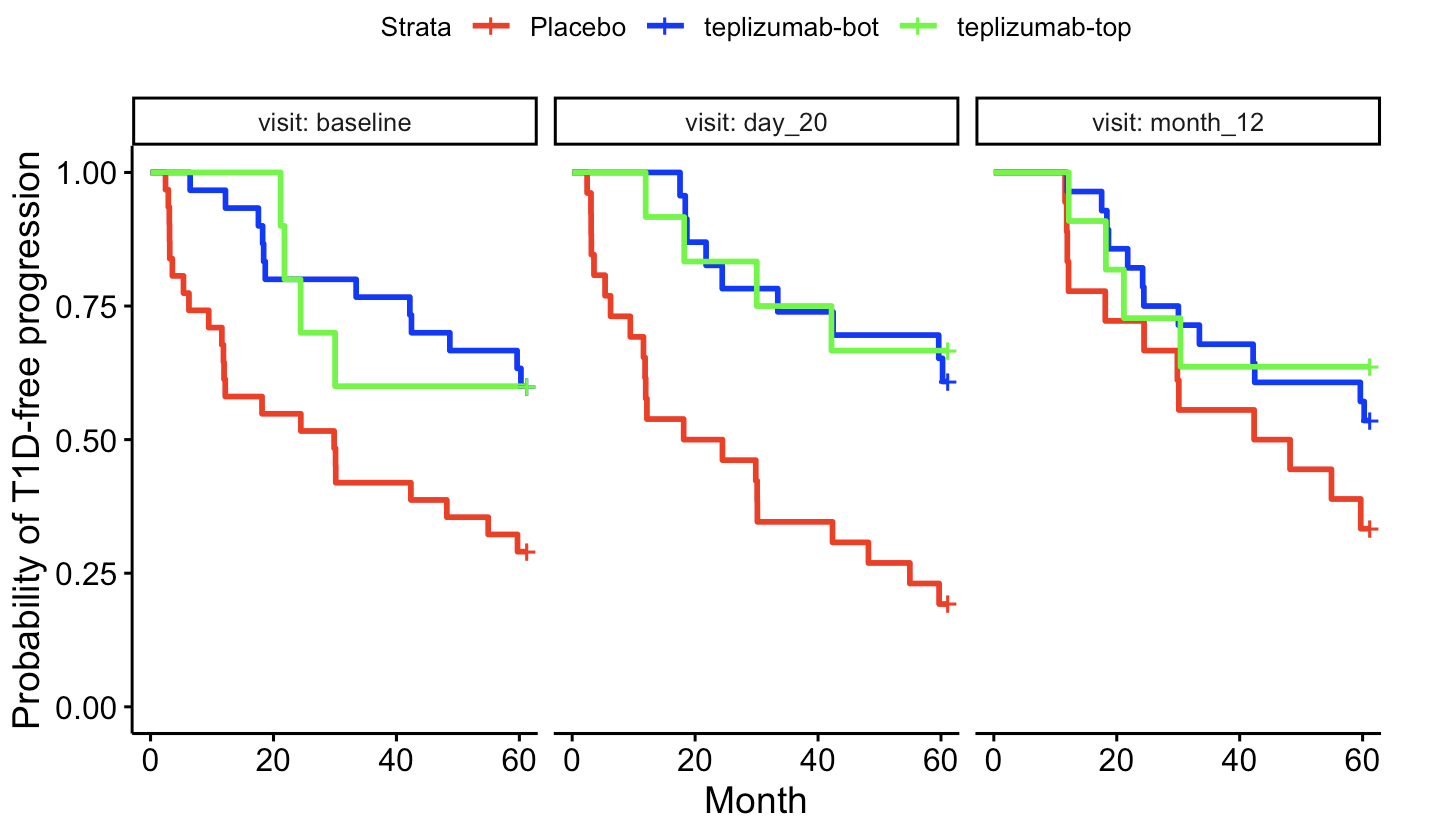 Strata Placebo teplizumab-bot teplizumab-top
visit: baseline visit: day_20 visit: month_12
Probability of T1D-free progression
1.00
0.75
0.50
0.25
0.00
0 20 40 60 0 20 40 60 0 20 40 60
Month